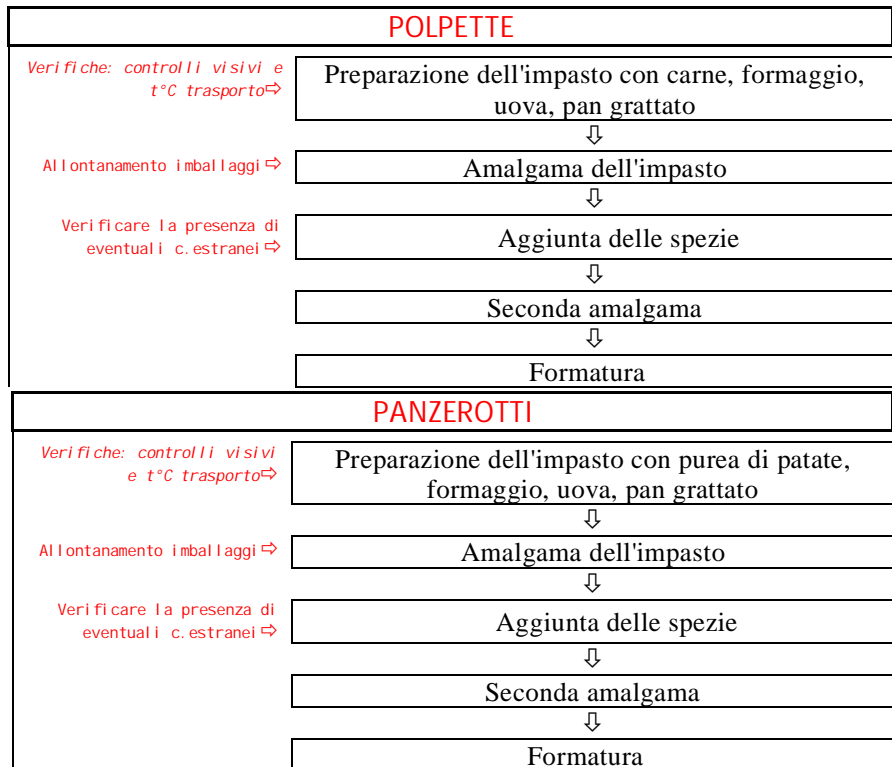 POLPETTE
Verifiche: controlli visivi e
t°C trasporto⇨
Preparazione dell'impasto con carne, formaggio,
uova, pan grattato
⇩
Allontanamento imballaggi ⇨
Amalgama dell'impasto
⇩
Verificare la presenza di
eventuali c.estranei ⇨
Aggiunta delle spezie
⇩
Seconda amalgama
⇩
Formatura
PANZEROTTI
Verifiche: controlli visivi
e t°C trasporto⇨
Preparazione dell'impasto con purea di patate,
formaggio, uova, pan grattato
⇩
Allontanamento imballaggi ⇨
Amalgama dell'impasto
⇩
Verificare la presenza di
eventuali c.estranei ⇨
Aggiunta delle spezie
⇩
Seconda amalgama
⇩
Formatura